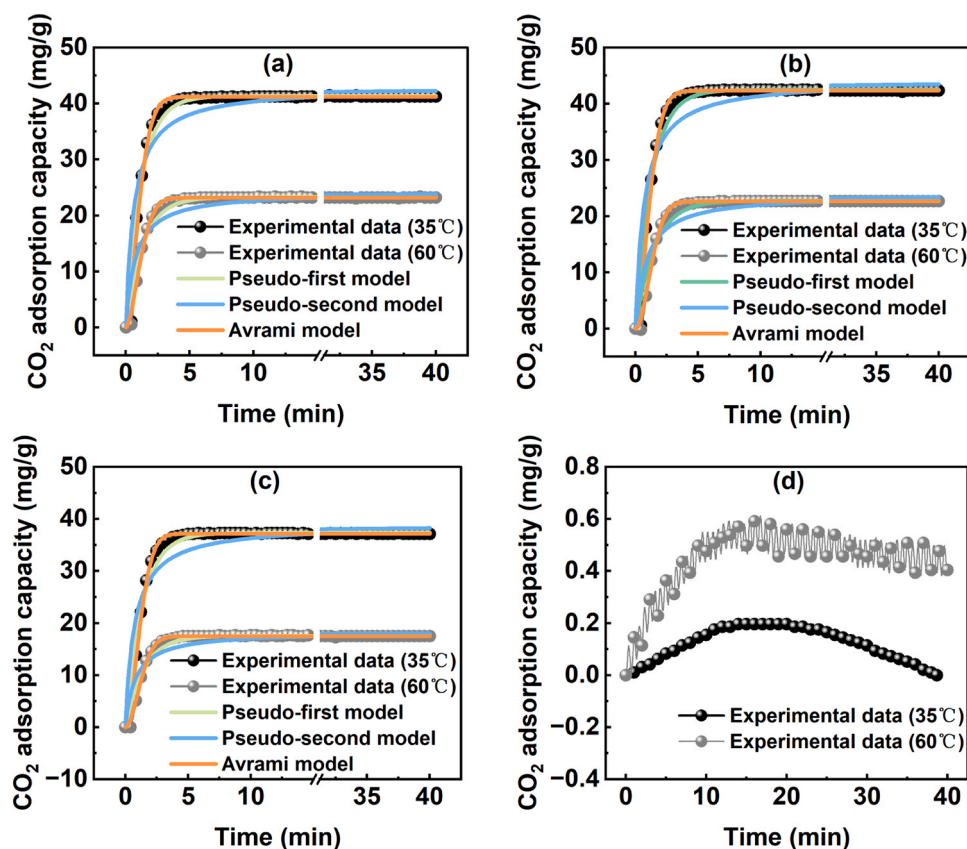 (a)
CO2 adsorption capacity (mg/g)
50
40
30
20
10
0
Experimental data (35℃)
Experimental data (60℃)
Pseudo-first model
Pseudo-second model
Avrami model
0 5 10 35 40
Time (min)
(b)
CO2 adsorption capacity (mg/g)
50
40
30
20
10
0
Experimental data (35℃)
Experimental data (60℃)
Pseudo-first model
Pseudo-second model
Avrami model
0 5 10 35 40
Time (min)
(c)
CO2 adsorption capacity (mg/g)
50
40
30
20
10
0
−10
Experimental data (35℃)
Experimental data (60℃)
Pseudo-first model
Pseudo-second model
Avrami model
0 5 10 35 40
Time (min)
(d)
CO2 adsorption capacity (mg/g)
0.8
0.6
0.4
0.2
0.0
−0.2
−0.4
Experimental data (35℃)
Experimental data (60℃)
0 10 20 30 40
Time (min)